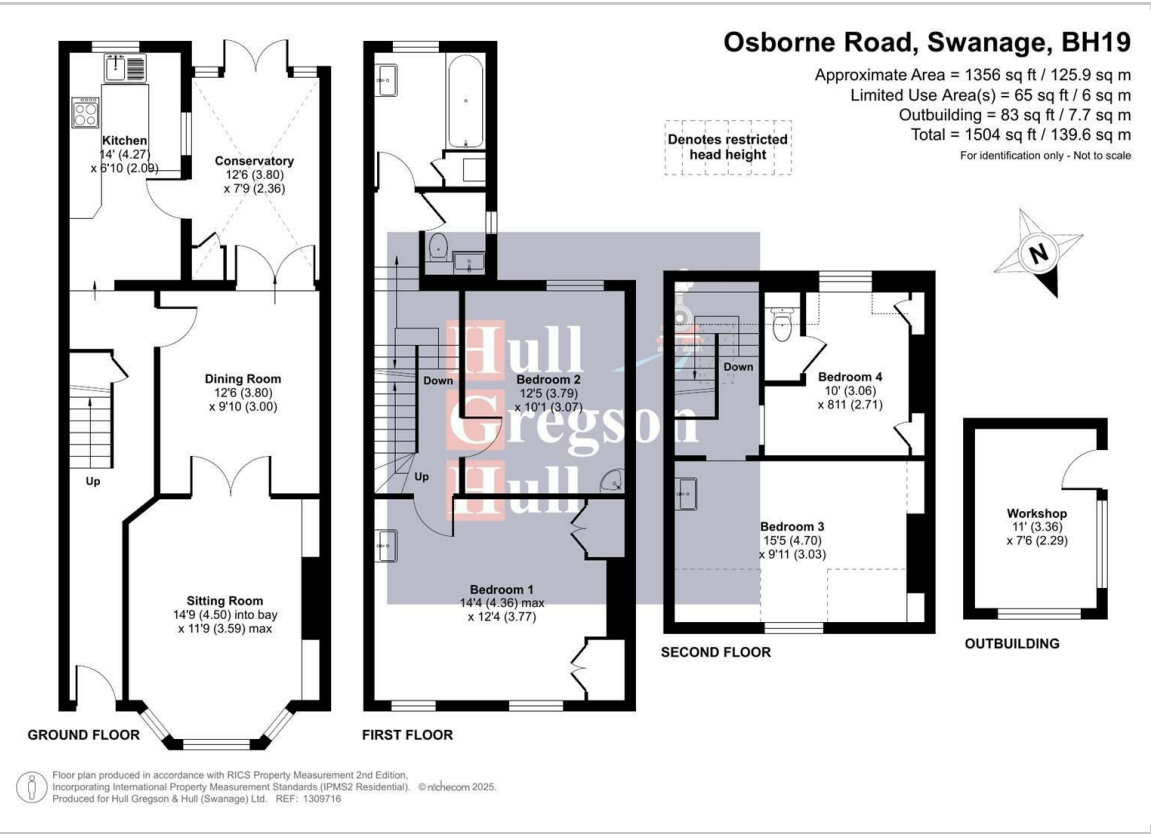 Osborne Road, Swanage, BH19
Approximate Area = 1356 sq ft / 125.9 sq m
Limited Use Area(s) = 65 sq ft / 6 sq m
Outbuilding = 83 sq ft / 7.7 sq m
Total = 1504 sq ft / 139.6 sq m
For identification only - Not to scale
Denotes restricted
head height
N
Kitchen
14' (4.27)
x 6'10 (2.09)
Conservatory
12'6 (3.80)
x 7'9 (2.36)
Dining Room
12'6 (3.80)
x 9'10 (3.00)
Up
Sitting Room
14'9 (4.50) into bay
x 11'9 (3.59) max
GROUND FLOOR
Hull
Gregson
Hull
Down
Bedroom 2
12'5 (3.79)
x 10'1 (3.07)
Up
Bedroom 1
14'4 (4.36) max
x 12'4 (3.77)
FIRST FLOOR
Down
Bedroom 4
10' (3.06)
x 811 (2.71)
Bedroom 3
15'5 (4.70)
x 9'11 (3.03)
SECOND FLOOR
Workshop
11' (3.36)
x 7'6 (2.29)
OUTBUILDING
Floor plan produced in accordance with RICS Property Measurement 2nd Edition,
Incorporating International Property Measurement Standards (IPMS2 Residential). © nichecom 2025.
Produced for Hull Gregson & Hull (Swanage) Ltd. REF: 1309716